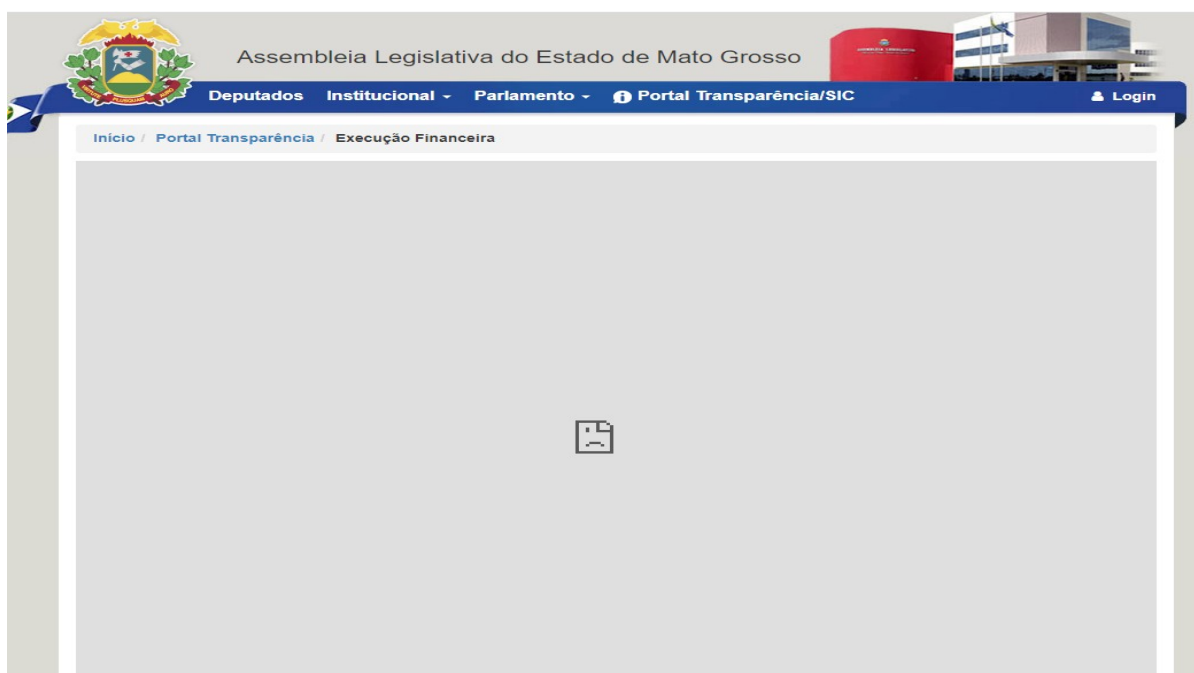 Assembleia Legislativa do Estado de Mato Grosso
Deputados Institucional Parlamento Portal Transparência/SIC Login
Início / Portal Transparência / Execução Financeira